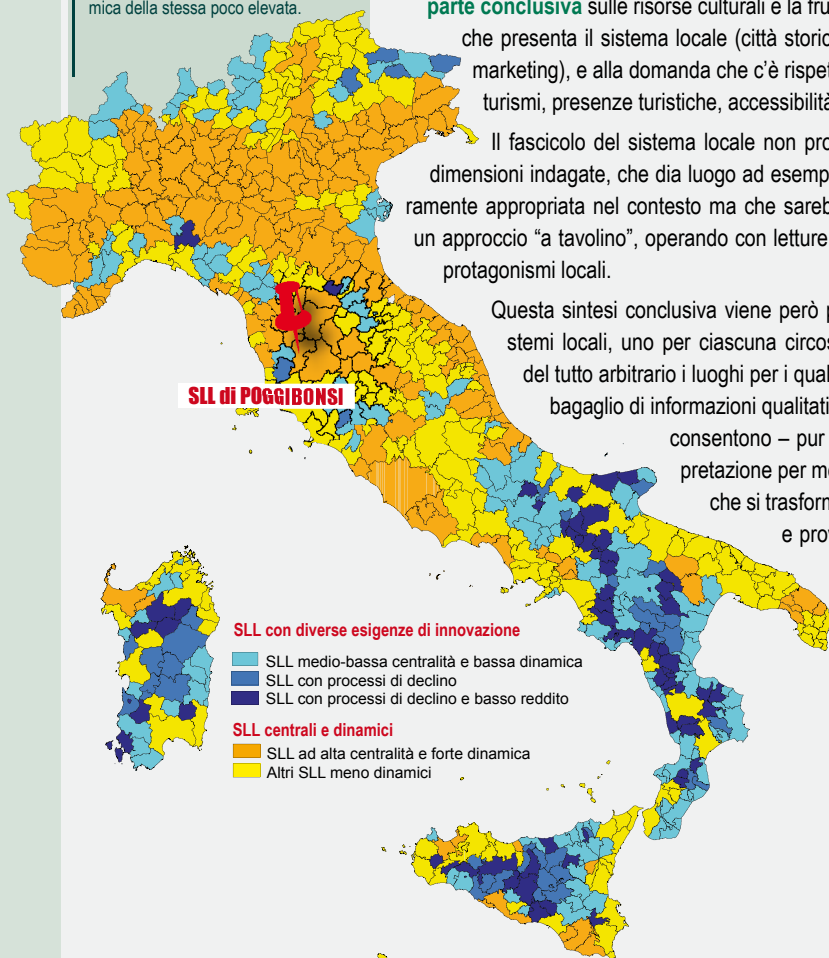 mica della stessa poco elevata.
parte conclusiva sulle risorse culturali e la fru
che presenta il sistema locale (città storic
marketing), e alla domanda che c'è rispet
turismi, presenze turistiche, accessibilità
Il fascicolo del sistema locale non pro
dimensioni indagate, che dia luogo ad esemp
ramente appropriata nel contesto ma che sareb
un approccio “a tavolino”, operando con letture
protagonismi locali.
Questa sintesi conclusiva viene però p
stemi locali, uno per ciascuna circos
del tutto arbitrario i luoghi per i qual
bagaglio di informazioni qualitati
consentono – pur
pretazione per me
che si trasform
e prov
SLL di POGGIBONSI
SLL con diverse esigenze di innovazione
SLL medio-bassa centralità e bassa dinamica
SLL con processi di declino
SLL con processi di declino e basso reddito
SLL centrali e dinamici
SLL ad alta centralità e forte dinamica
Altri SLL meno dinamici